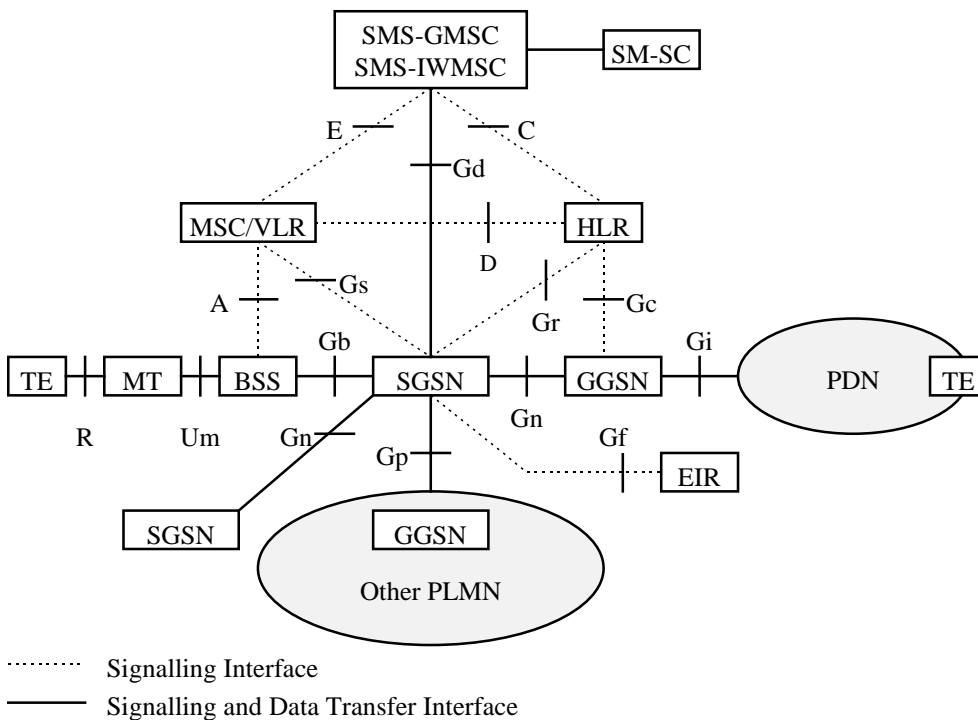 SMS-GMSC
SMS-IWMSC
SM-SC
E
C
Gd
MSC/VLR
HLR
D
Gs
A
Gr
Gc
Gb
Gi
TE
MT
BSS
SGSN
GGSN
PDN
TE
R
Um
Gn
Gn
Gp
Gf
EIR
SGSN
GGSN
Other PLMN
Signalling Interface
Signalling and Data Transfer Interface